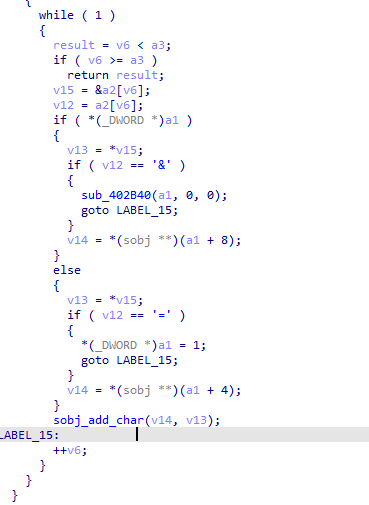 {
while ( 1 )
{
result = v6 < a3;
if ( v6 >= a3 )
return result;
v15 = &a2[v6];
v12 = a2[v6];
if ( *(_DWORD *)a1 )
{
v13 = *v15;
if ( v12 == '&' )
{
sub_402B40(a1, 0, 0);
goto LABEL_15;
}
v14 = *(sobj **)(a1 + 8);
}
else
{
v13 = *v15;
if ( v12 == '=' )
{
*(_DWORD *)a1 = 1;
goto LABEL_15;
}
v14 = *(sobj **)(a1 + 4);
}
sobj_add_char(v14, v13);
LABEL_15:
++v6;
}
}
}